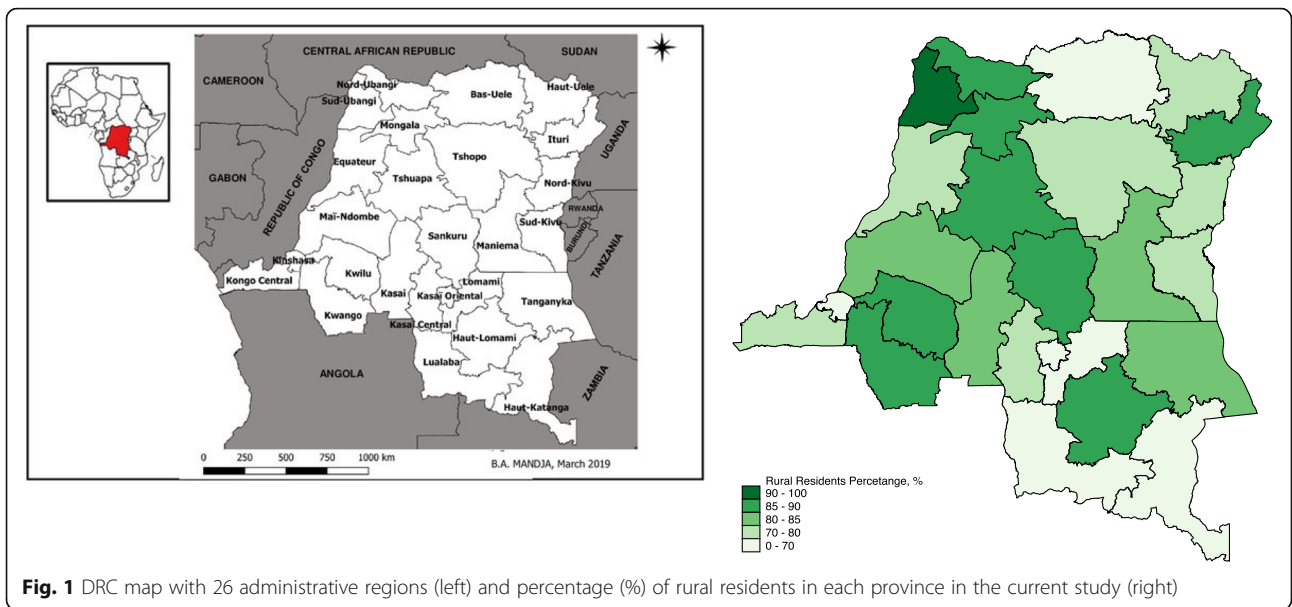 CENTRAL AFRICAN REPUBLIC
SUDAN
CAMEROON
Nord-Ubangi
Sud-Ubangi
Bas-Uele
Haut-Uele
Mongala
Ituri
UGANDA
GABON
REPUBLIC OF CONGO
Equateur
Tshopo
Tshuapa
Nord-Kivu
RWANDA
Maï-Ndombe
Sud-Kivu
BURUNDI
Sankuru
Maniema
TANZANIA
Kinshasa
Kongo Central
Kwilu
Kasai
Lomami
Kasaï Oriental
Tanganyka
Kwango
Kasaï Central
Haut-Lomami
ANGOLA
Lualaba
ZAMBIA
Haut-Katanga
0 250 500 750 1000 km
B.A. MANDJA, March 2019
Rural Residents Percetange, %
90 - 100
85 - 90
80 - 85
70 - 80
0 - 70
Fig. 1 DRC map with 26 administrative regions (left) and percentage (%) of rural residents in each province in the current study (right)